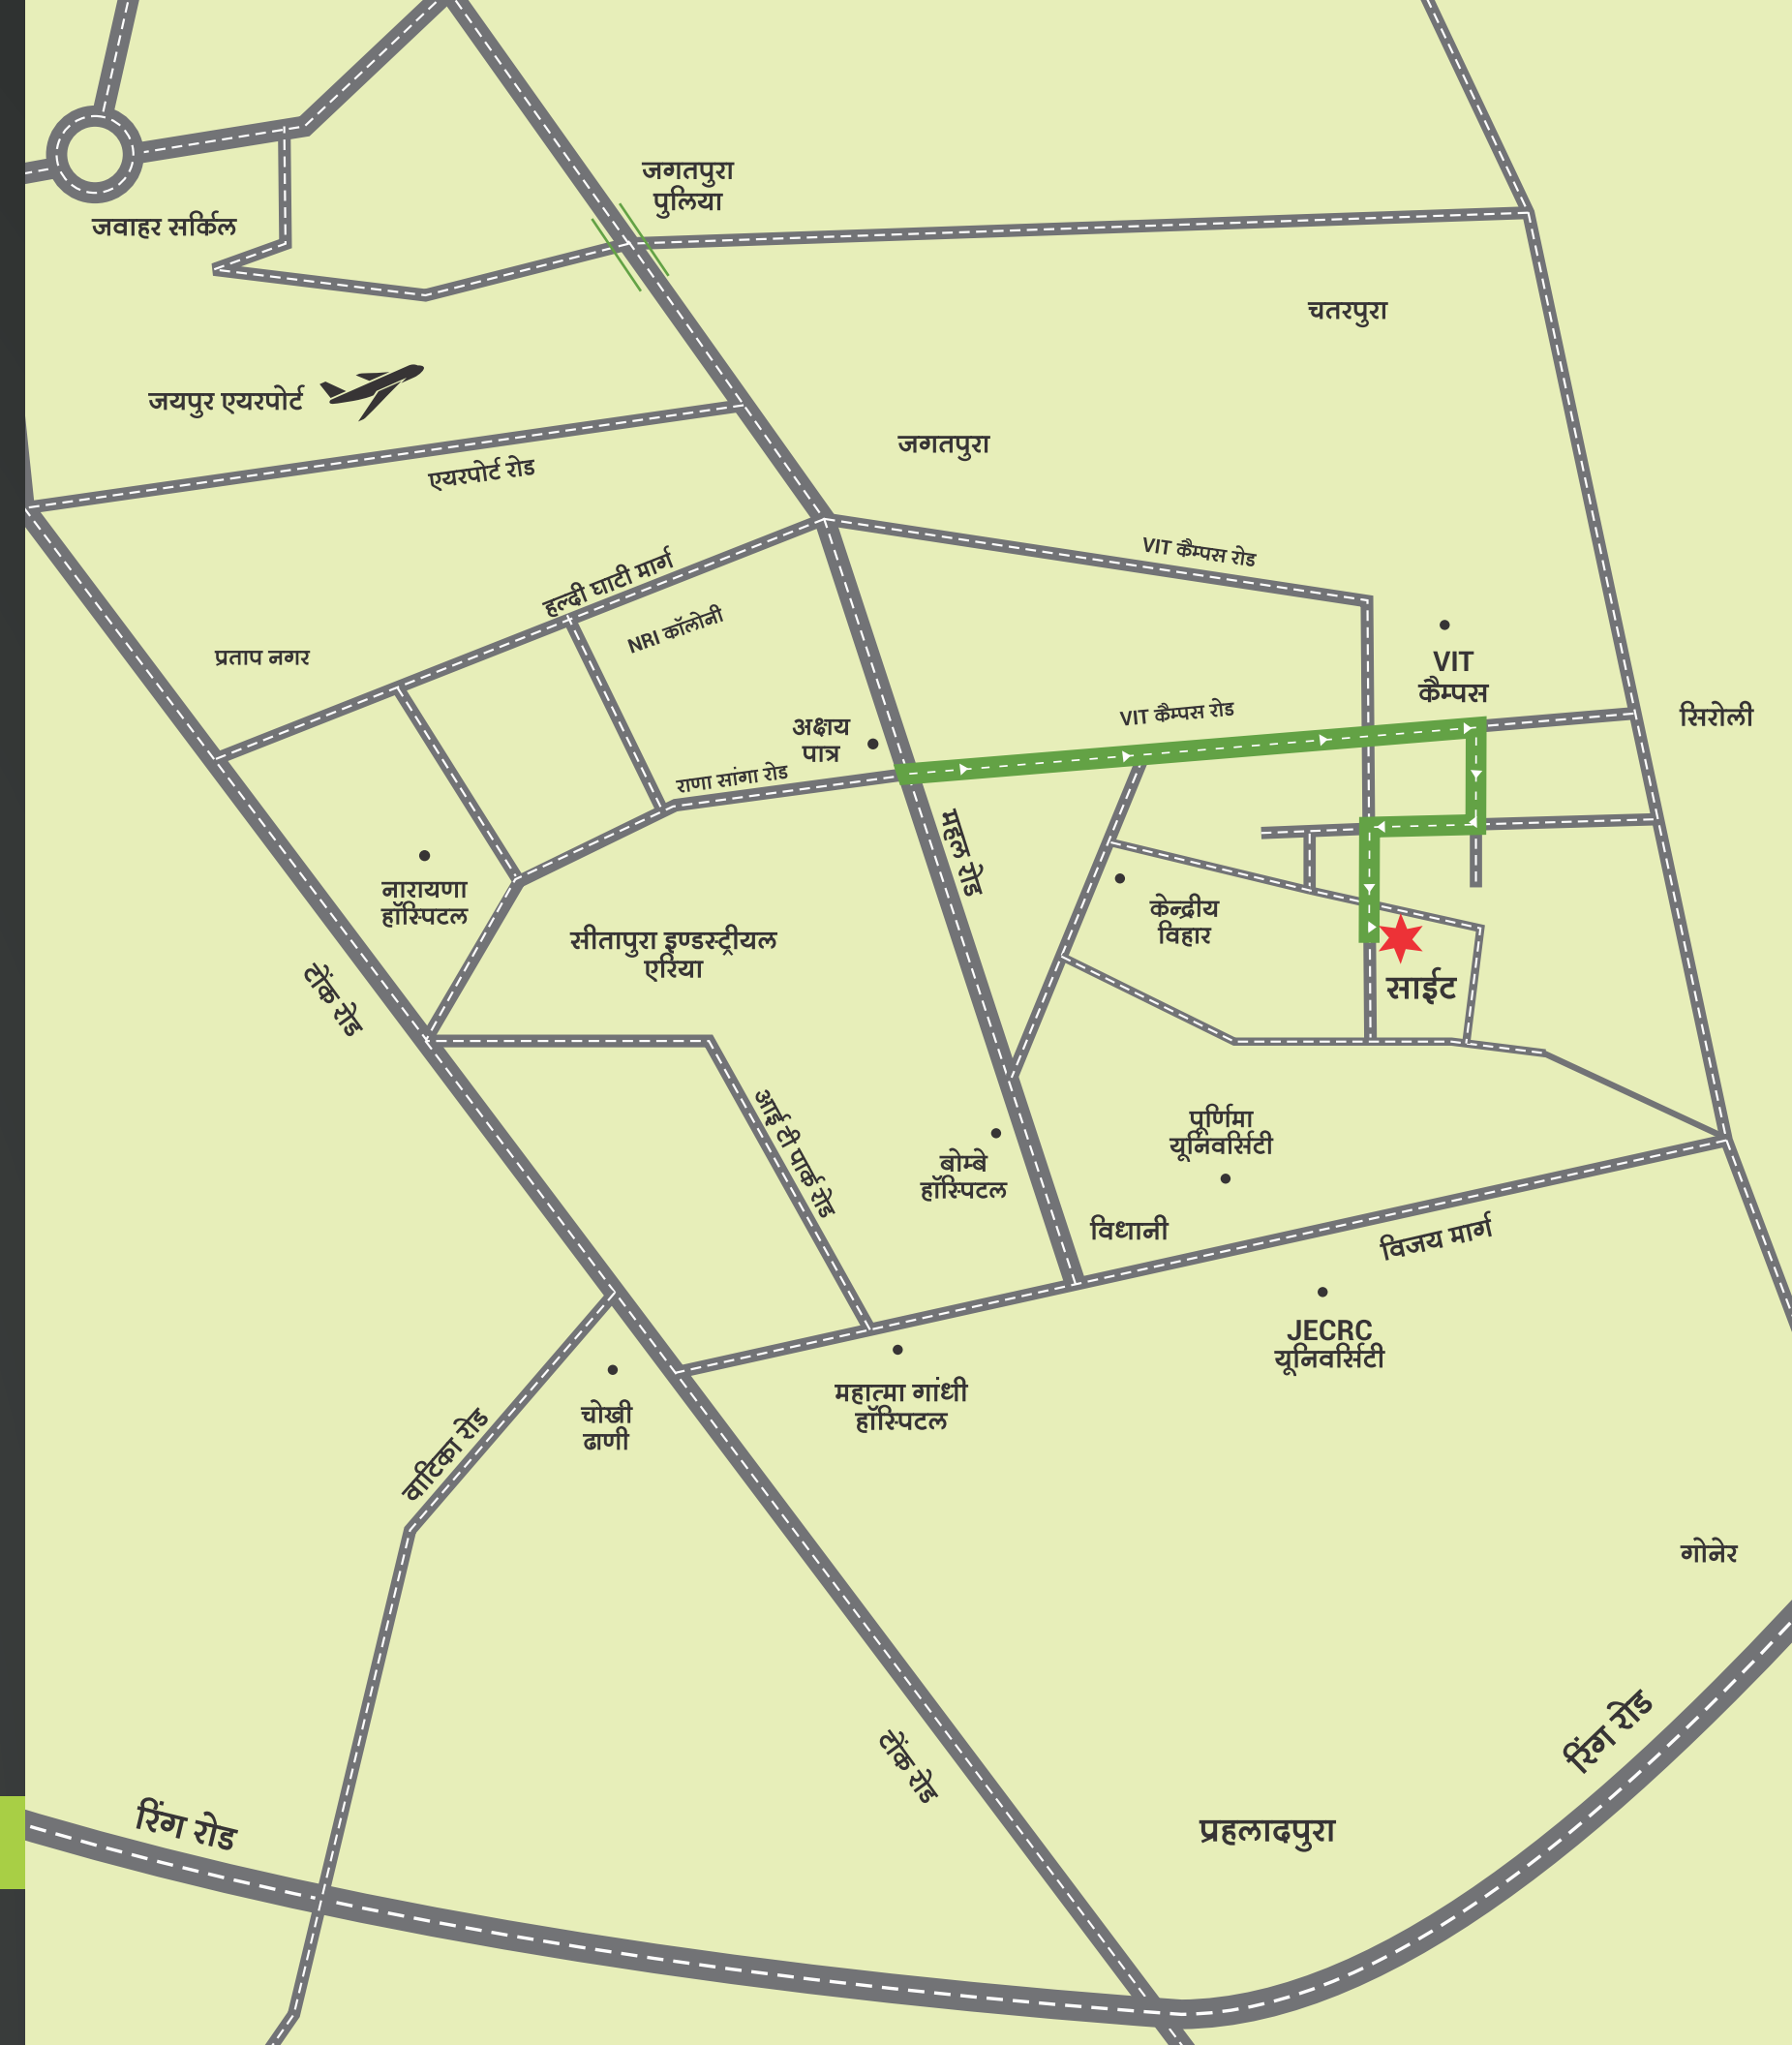 जगतपुरा
पुलिया
जवाहर सर्किल
चतरपुरा
जयपुर एयरपोर्ट
जगतपुरा
एयरपोर्ट रोड
VIT कैम्पस रोड
हल्दी घाटी मार्ग
NRI कॉलोनी
प्रताप नगर
VIT
कैम्पस
सिरोली
VIT कैम्पस रोड
अक्षय
पात्र
राणा सांगा रोड
महल रोड
नारायणा
हॉस्पिटल
केन्द्रीय
विहार
सीतापुरा इण्डस्ट्रीयल
एरिया
साईट
टोंक रोड
आई टी पार्क रोड
पूर्णिमा
यूनिवर्सिटी
बोम्बे
हॉस्पिटल
विधानी
विजय मार्ग
JECRC
यूनिवर्सिटी
महात्मा गांधी
हॉस्पिटल
चोखी
ढाणी
वाटिका रोड
गोनेर
रिंग रोड
टोंक रोड
रिंग रोड
प्रहलादपुरा